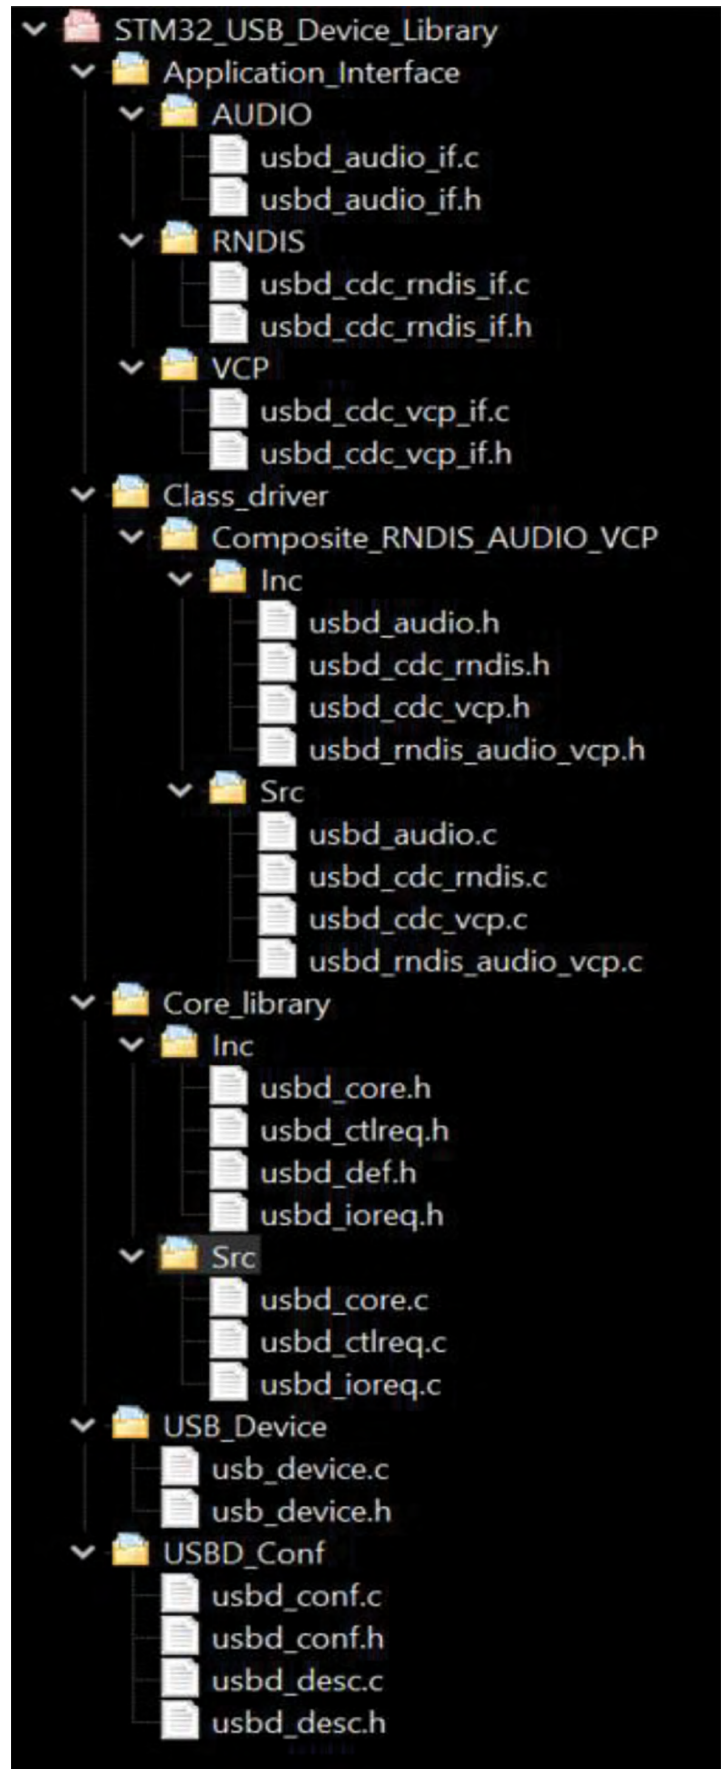 STM32_USB_Device_Library
Application_Interface
AUDIO
usbd_audio_if.c
usbd_audio_if.h
RNDIS
usbd_cdc_rndis_if.c
usbd_cdc_rndis_if.h
VCP
usbd_cdc_vcp_if.c
usbd_cdc_vcp_if.h
Class_driver
Composite_RNDIS_AUDIO_VCP
Inc
usbd_audio.h
usbd_cdc_rndis.h
usbd_cdc_vcp.h
usbd_rndis_audio_vcp.h
Src
usbd_audio.c
usbd_cdc_rndis.c
usbd_cdc_vcp.c
usbd_rndis_audio_vcp.c
Core_library
Inc
usbd_core.h
usbd_ctlreq.h
usbd_def.h
usbd_ioreq.h
Src
usbd_core.c
usbd_ctlreq.c
usbd_ioreq.c
USB_Device
usb_device.c
usb_device.h
USBD_Conf
usbd_conf.c
usbd_conf.h
usbd_desc.c
usbd_desc.h